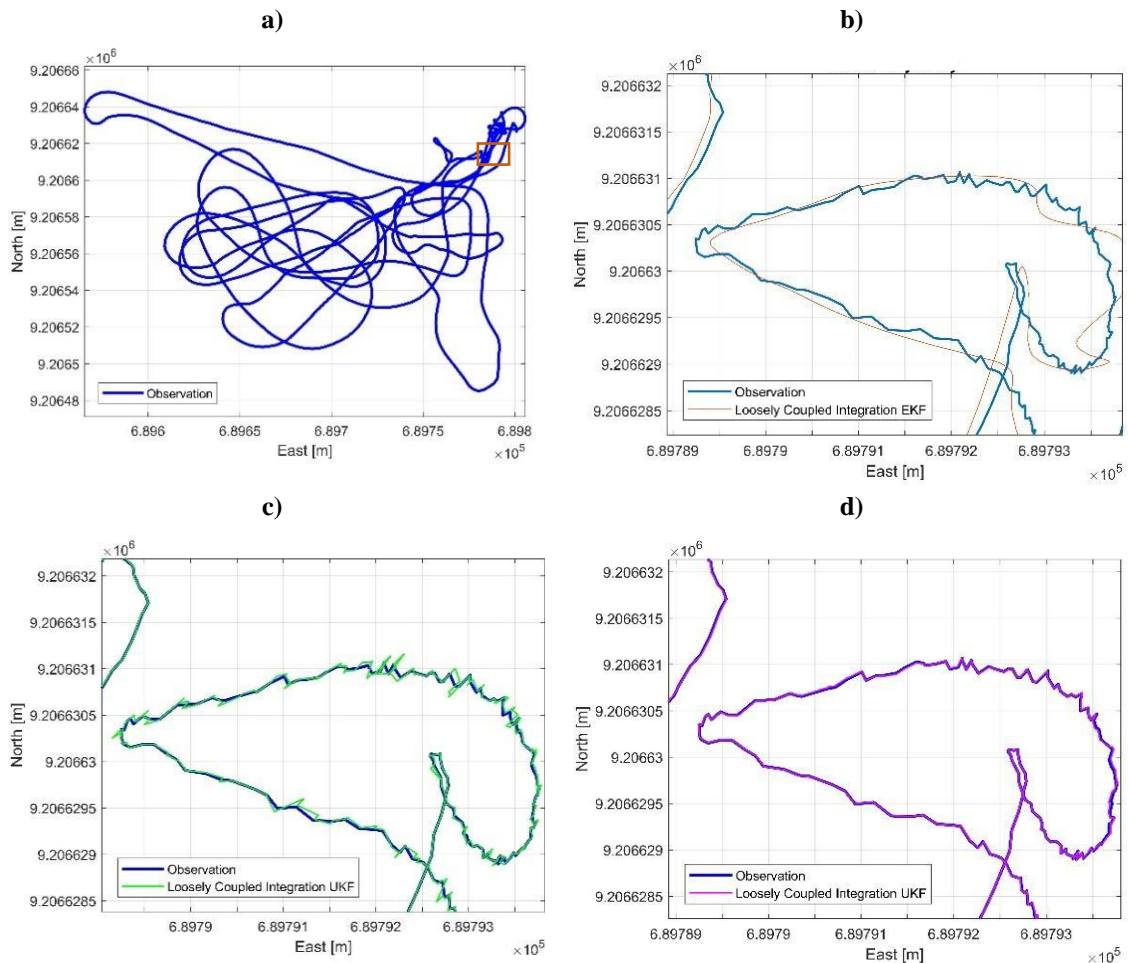 a)
×10^6
9.20666
9.20664
9.20662
9.2066
9.20658
9.20656
9.20654
9.20652
9.2065
9.20648
North [m]
Observation
6.896 6.8965 6.897 6.8975 6.898
East [m]
×10^5
b)
×10^6
9.206632
9.2066315
9.206631
9.2066305
9.20663
9.2066295
9.206629
9.2066285
North [m]
Observation
Loosely Coupled Integration EKF
6.89789 6.8979 6.89791 6.89792 6.89793
East [m]
×10^5
c)
×10^6
9.206632
9.2066315
9.206631
9.2066305
9.20663
9.2066295
9.206629
9.2066285
North [m]
Observation
Loosely Coupled Integration UKF
6.8979 6.89791 6.89792 6.89793
East [m]
×10^5
d)
×10^6
9.206632
9.2066315
9.206631
9.2066305
9.20663
9.2066295
9.206629
9.2066285
North [m]
Observation
Loosely Coupled Integration UKF
6.89789 6.8979 6.89791 6.89792 6.89793
East [m]
×10^5